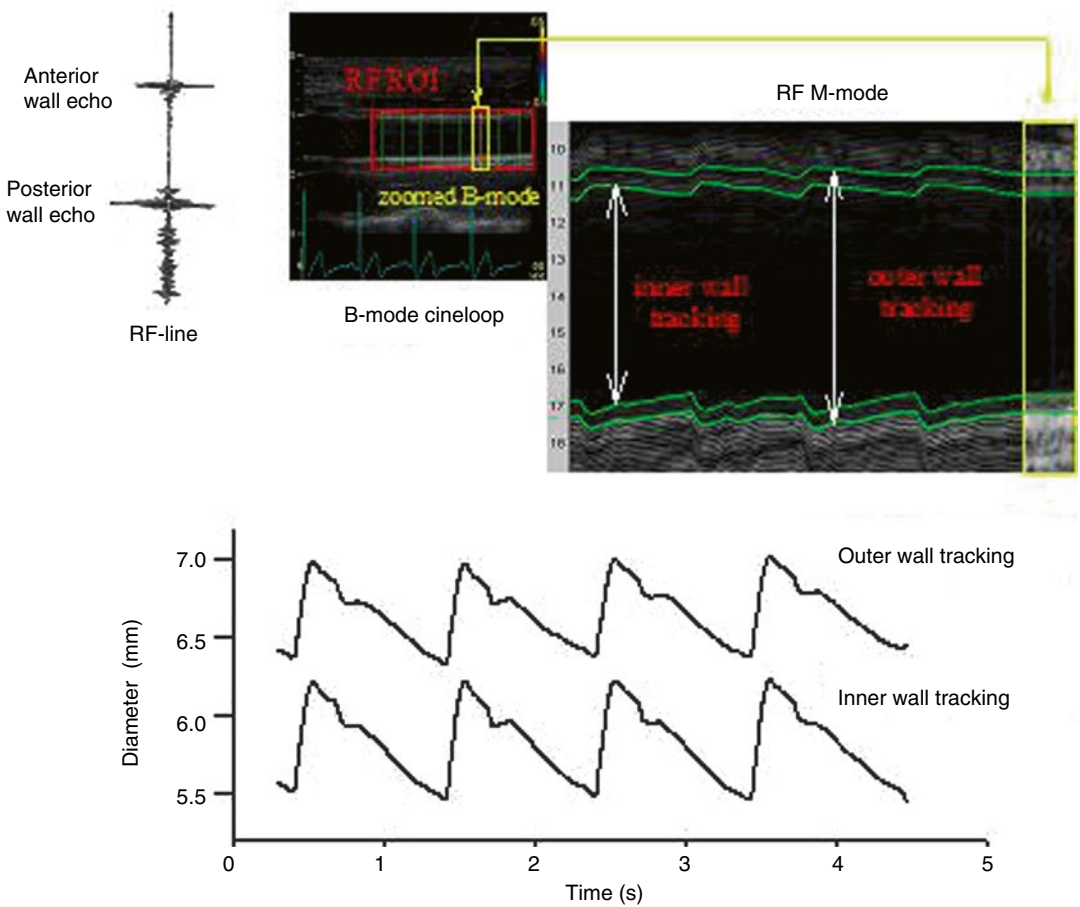 Anterior
wall echo
Posterior
wall echo
RF-line
RF ROI
zoomed B-mode
B-mode cineloop
RF M-mode
10
11
12
13
14
15
16
17
18
inner wall
tracking
outer wall
tracking
Outer wall tracking
Inner wall tracking
Diameter (mm)
7.0
6.5
6.0
5.5
0
1
2
3
4
5
Time (s)